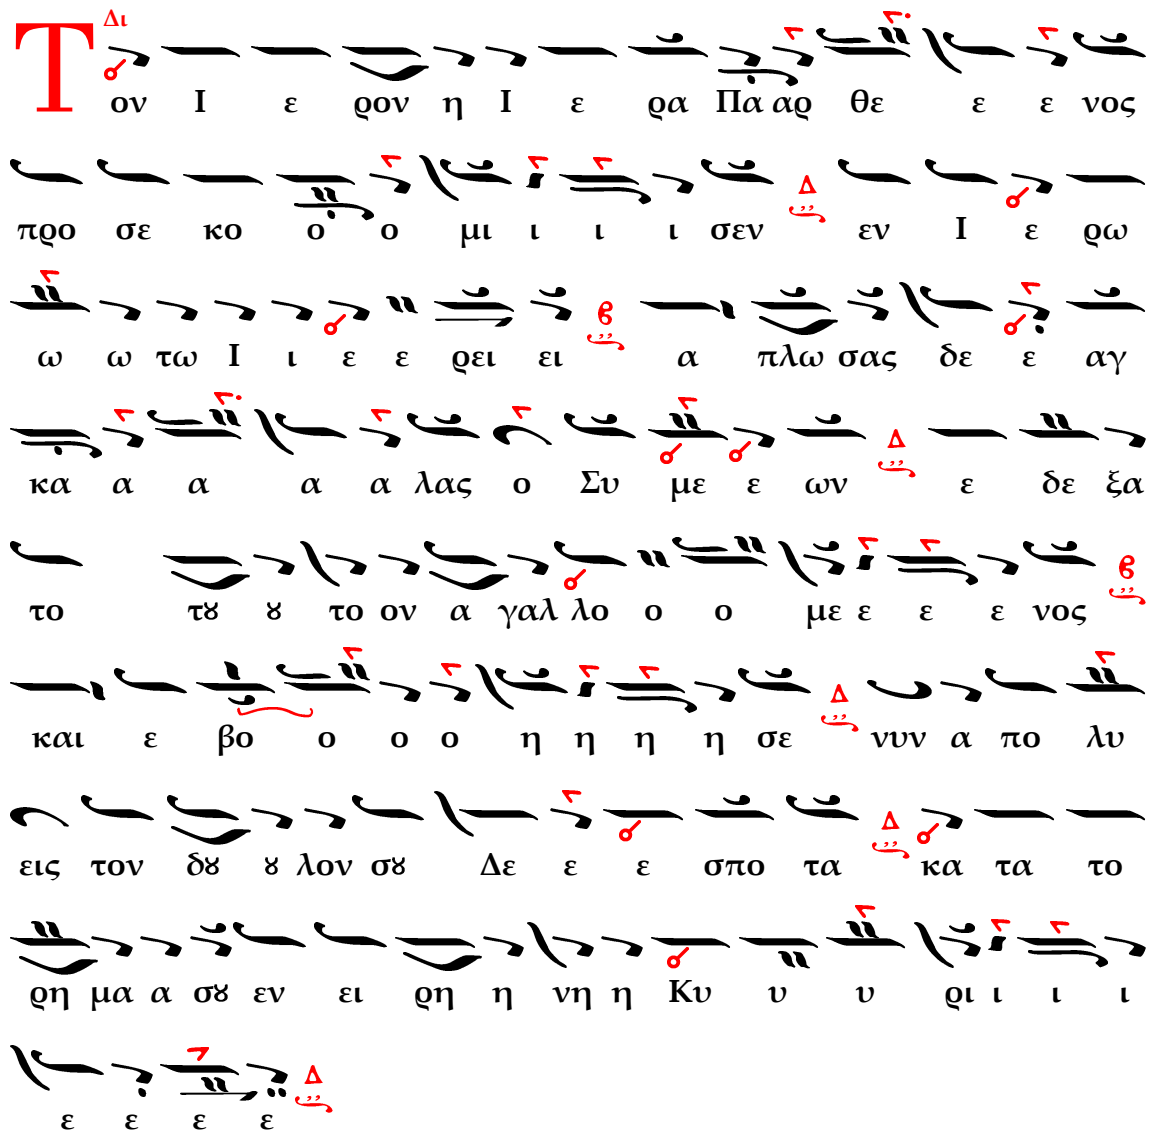 Τ Δι ον Ι ε ρον η Ι ε ρα Πα αρ θε ε ε νος
προ σε κο ο ο μι ι ι ι σεν Δ εν Ι ε ρω
ω ω τω Ι ι ε ε ρει ει ϐ α πλω σας δε ε αγ
κα α α α α λας ο Συ με ε ων Δ ε δε ξα
το τȣ ȣ το ον α γαλ λο ο ο με ε ε ε νος ϐ
και ε βο ο ο ο η η η η σε Δ νυν α πο λυ
εις τον δȣ ȣ λον σȣ Δε ε ε σπο τα Δ κα τα το
ρη μα α σȣ εν ει ρη η νη η Κυ υ υ ρι ι ι ι
ε ε ε ε Δ